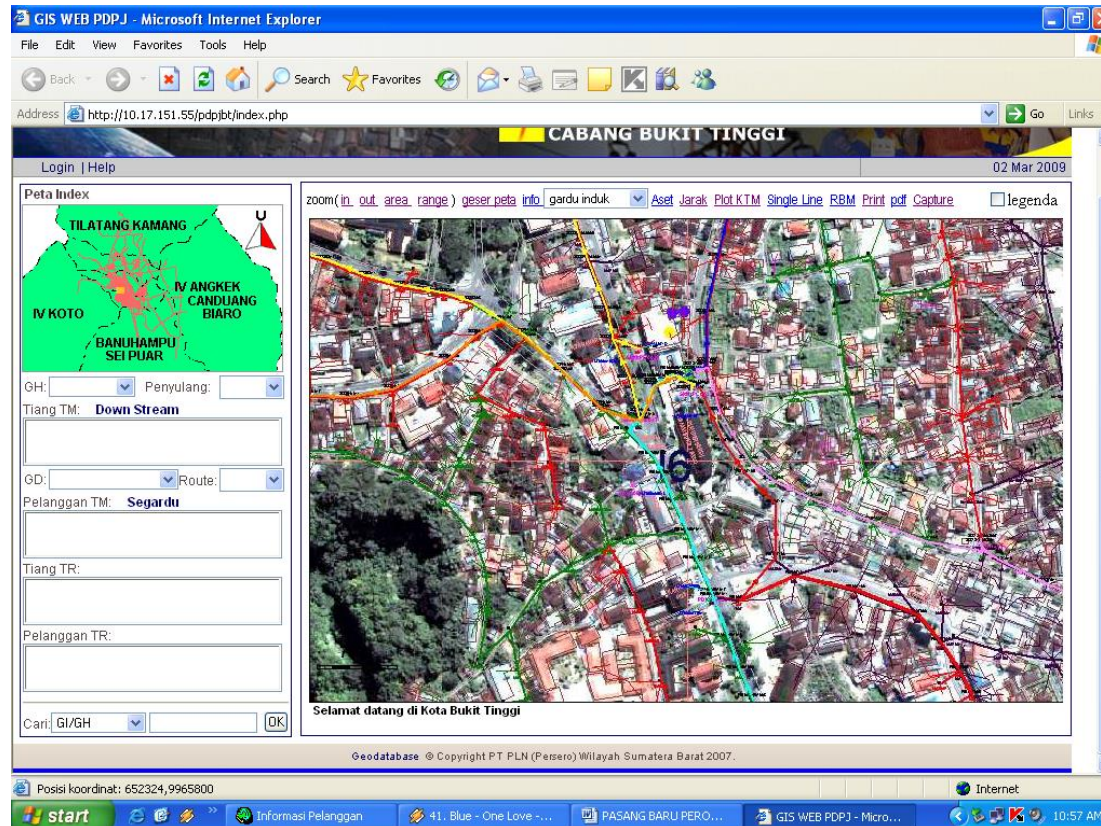 GIS WEB PDPJ - Microsoft Internet Explorer
File Edit View Favorites Tools Help
Back Search Favorites
Address http://10.17.151.55/pdpjbt/index.php Go Links
CABANG BUKIT TINGGI
Login | Help 02 Mar 2009
Peta Index
U
TILATANG KAMANG
IV ANGKEK
CANDUANG
BIARO
IV KOTO
BANUHAMPU
SEI PUAR
GH: Penyulang:
Tiang TM: Down Stream
GD: Route:
Pelanggan TM: Segardu
Tiang TR:
Pelanggan TR:
Cari: GI/GH OK
zoom( in out area range ) geser peta info gardu induk Aset Jarak Plot KTM Single Line RBM Print pdf Capture legenda
Selamat datang di Kota Bukit Tinggi
Geodatabase © Copyright PT PLN (Persero) Wilayah Sumatera Barat 2007.
Posisi koordinat: 652324,9965800 Internet
start Informasi Pelanggan 41. Blue - One Love -... PASANG BARU PERO... GIS WEB PDPJ - Micro... 10:57 AM